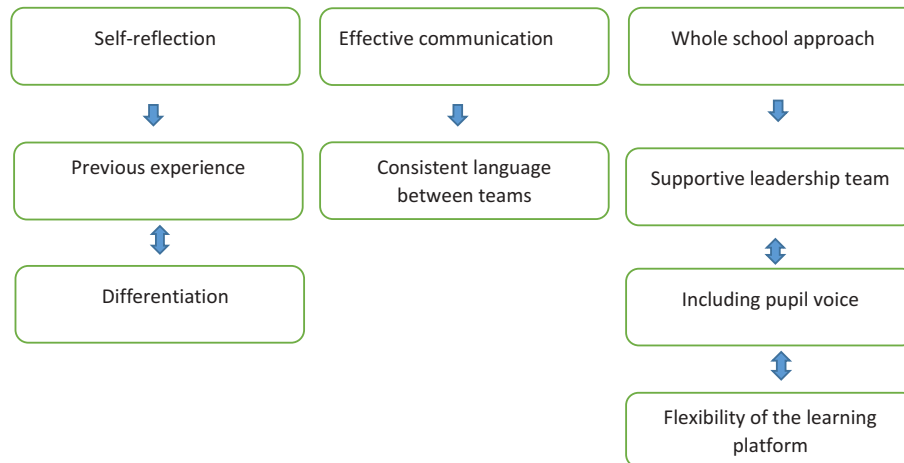 Self-reflection
Effective communication
Whole school approach
Previous experience
Consistent language
between teams
Supportive leadership team
Differentiation
Including pupil voice
Flexibility of the learning
platform